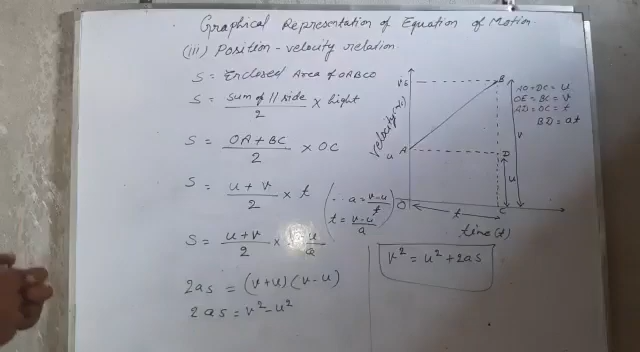 Graphical Representation of Equation of Motion.
(iii) Position - velocity relation
S = Enclosed Area of OABCO
S = sum of || side / 2 × hight
S = OA + BC / 2 × OC
S = u + v / 2 × t
(∴ a = v-u / t
t = v-u / a)
S = u + v / 2 × v-u / a
2as = (v+u) (v-u)
2as = v² - u²
velocity
v E
B
A
u
D
O
C
t
v
u
time (t)
AO = DC = u
OE = BC = v
AD = OC = t
BD = at
v² = u² + 2as